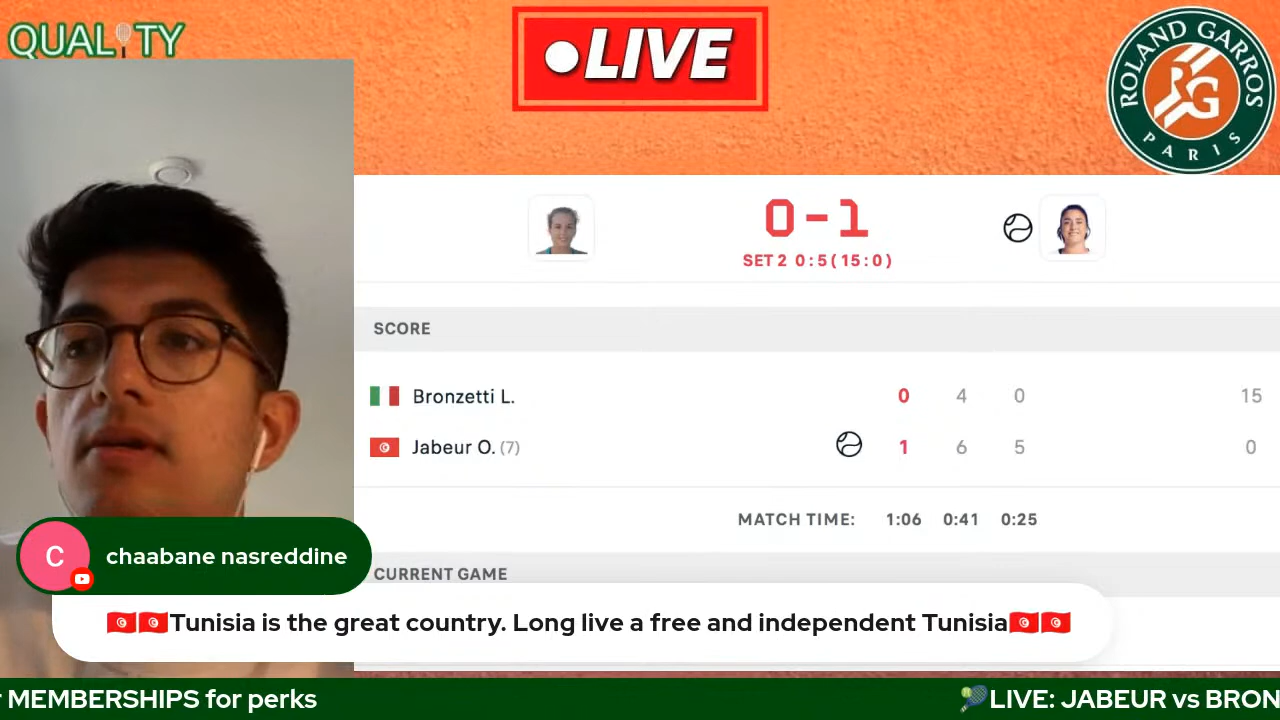 QUALITY
LIVE
ROLAND GARROS
RG
PARIS
0-1
SET 2 0:5(15:0)
SCORE
Bronzetti L. 0 4 0 15
Jabeur O. (7) 1 6 5 0
MATCH TIME: 1:06 0:41 0:25
CURRENT GAME
C chaabane nasreddine
🇹🇳🇹🇳Tunisia is the great country. Long live a free and independent Tunisia🇹🇳🇹🇳
MEMBERSHIPS for perks 🎾LIVE: JABEUR vs BRON